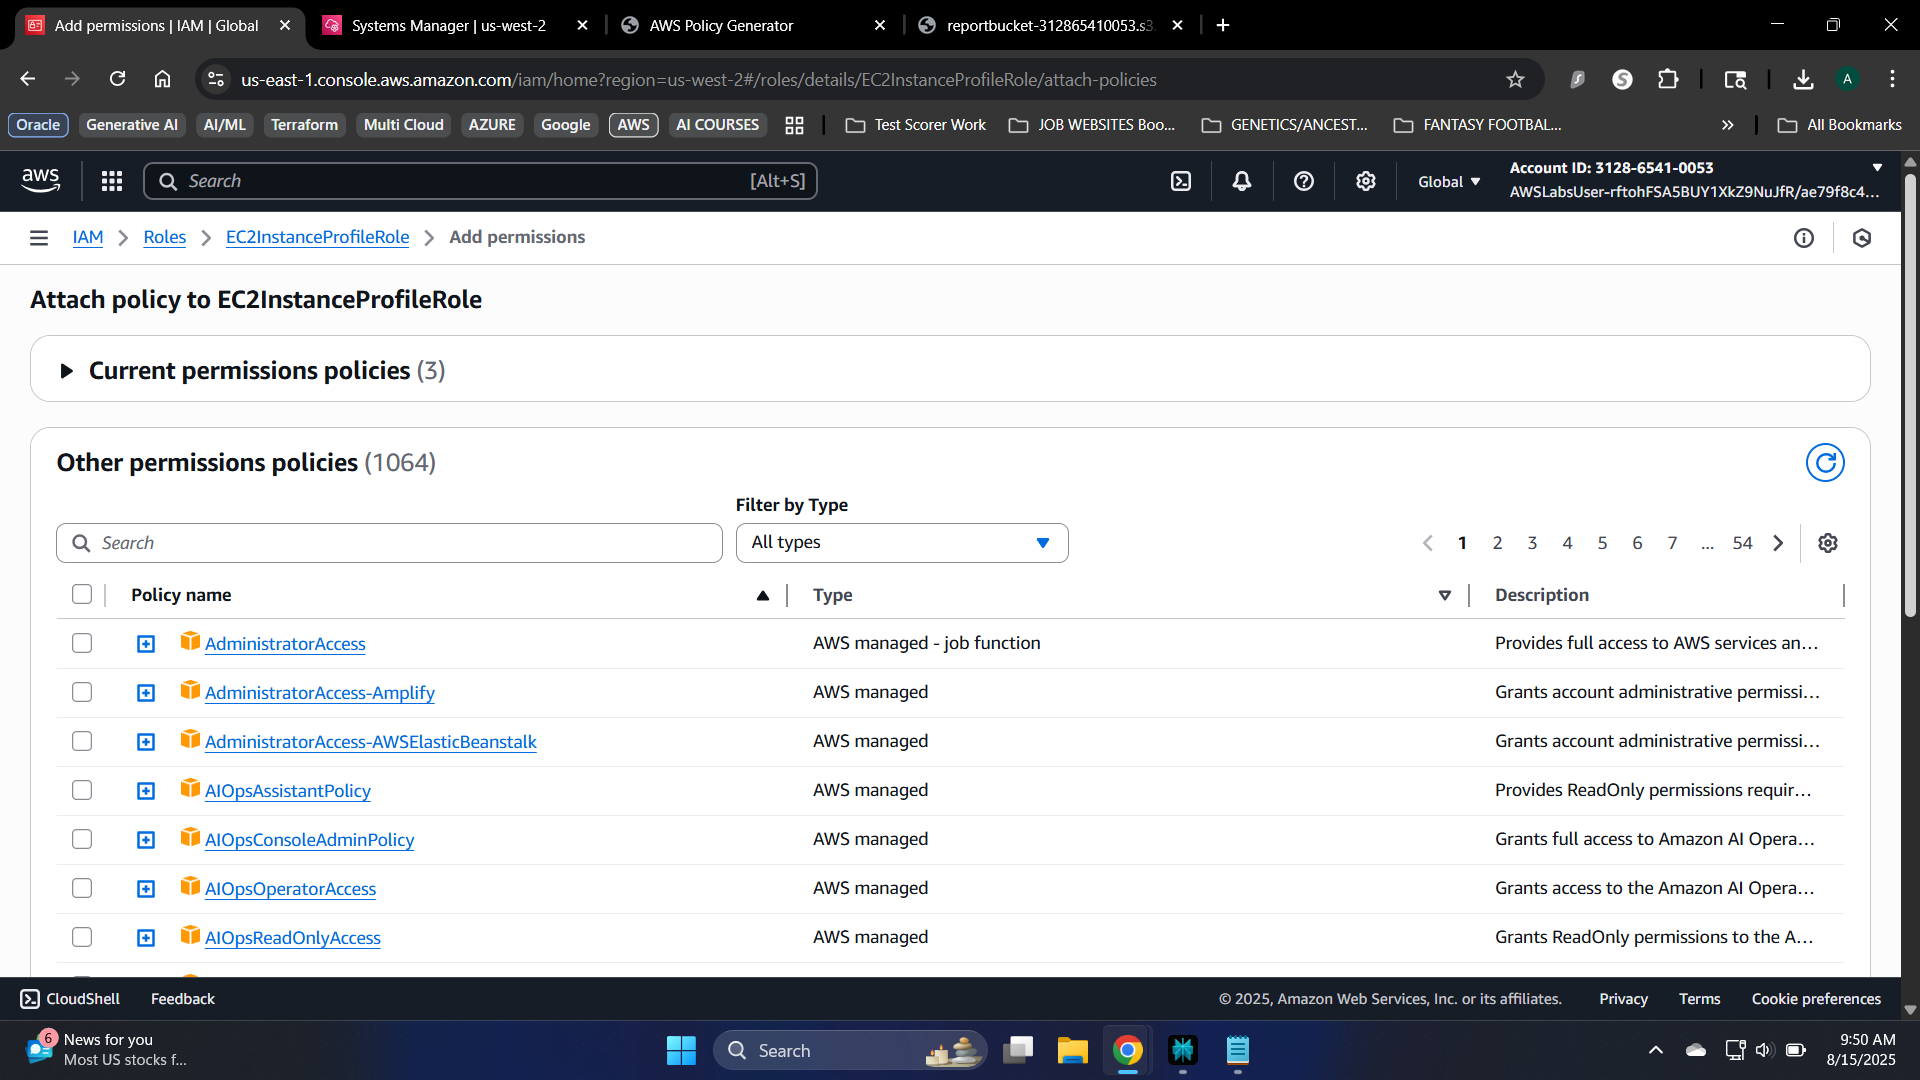 Add permissions | IAM | Global
Systems Manager | us-west-2
AWS Policy Generator
reportbucket-312865410053.s3
us-east-1.console.aws.amazon.com/iam/home?region=us-west-2#/roles/details/EC2InstanceProfileRole/attach-policies
A
Oracle
Generative AI
AI/ML
Terraform
Multi Cloud
AZURE
Google
AWS
AI COURSES
Test Scorer Work
JOB WEBSITES Boo...
GENETICS/ANCEST...
FANTASY FOOTBAL...
All Bookmarks
aws
Search
[Alt+S]
Global
Account ID: 3128-6541-0053
AWSLabsUser-rftohFSA5BUY1XkZ9NuJfR/ae79f8c4...
IAM
Roles
EC2InstanceProfileRole
Add permissions
Attach policy to EC2InstanceProfileRole
Current permissions policies (3)
Other permissions policies (1064)
Filter by Type
Search
All types
1 2 3 4 5 6 7 ... 54
Policy name
Type
Description
AdministratorAccess
AWS managed - job function
Provides full access to AWS services an...
AdministratorAccess-Amplify
AWS managed
Grants account administrative permissi...
AdministratorAccess-AWSElasticBeanstalk
AWS managed
Grants account administrative permissi...
AIOpsAssistantPolicy
AWS managed
Provides ReadOnly permissions requir...
AIOpsConsoleAdminPolicy
AWS managed
Grants full access to Amazon AI Opera...
AIOpsOperatorAccess
AWS managed
Grants access to the Amazon AI Opera...
AIOpsReadOnlyAccess
AWS managed
Grants ReadOnly permissions to the A...
CloudShell
Feedback
© 2025, Amazon Web Services, Inc. or its affiliates.
Privacy
Terms
Cookie preferences
6
News for you
Most US stocks f...
Search
9:50 AM
8/15/2025